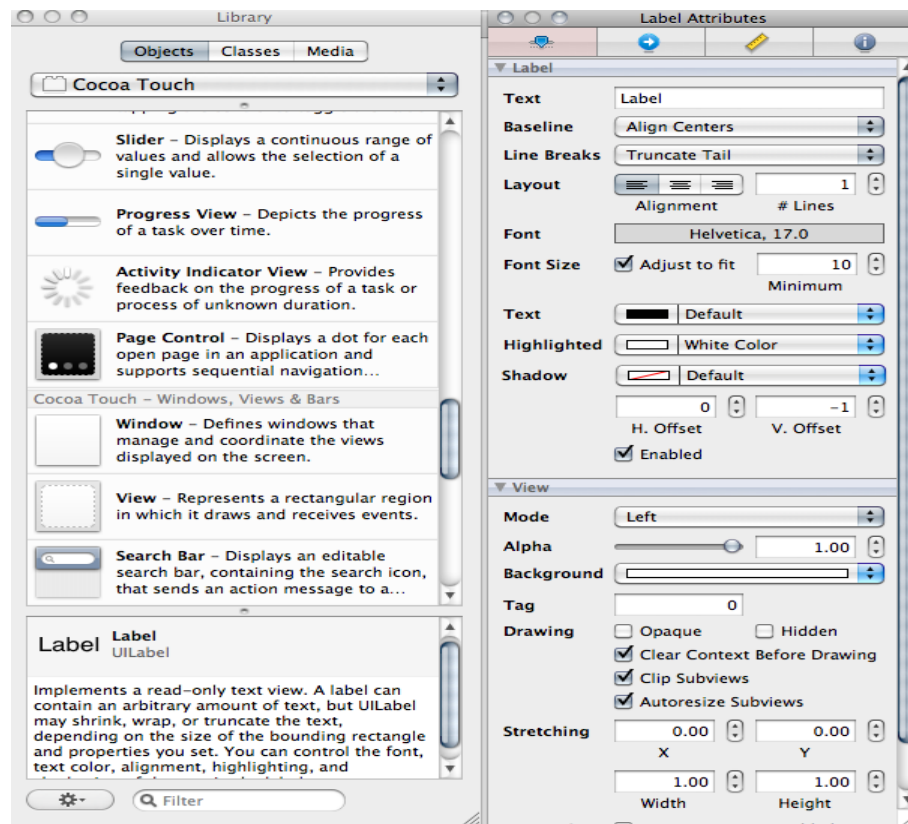 Library
Objects Classes Media
Cocoa Touch
Slider – Displays a continuous range of
values and allows the selection of a
single value.
Progress View – Depicts the progress
of a task over time.
Activity Indicator View – Provides
feedback on the progress of a task or
process of unknown duration.
Page Control – Displays a dot for each
open page in an application and
supports sequential navigation...
Cocoa Touch – Windows, Views & Bars
Window – Defines windows that
manage and coordinate the views
displayed on the screen.
View – Represents a rectangular region
in which it draws and receives events.
Search Bar – Displays an editable
search bar, containing the search icon,
that sends an action message to a...
Label Label
UILabel
Implements a read-only text view. A label can
contain an arbitrary amount of text, but UILabel
may shrink, wrap, or truncate the text,
depending on the size of the bounding rectangle
and properties you set. You can control the font,
text color, alignment, highlighting, and
Filter
Label Attributes
Label
Text Label
Baseline Align Centers
Line Breaks Truncate Tail
Layout 1
Alignment # Lines
Font Helvetica, 17.0
Font Size Adjust to fit 10
Minimum
Text Default
Highlighted White Color
Shadow Default
0 -1
H. Offset V. Offset
Enabled
View
Mode Left
Alpha 1.00
Background
Tag 0
Drawing Opaque Hidden
Clear Context Before Drawing
Clip Subviews
Autoresize Subviews
Stretching 0.00 0.00
X Y
1.00 1.00
Width Height